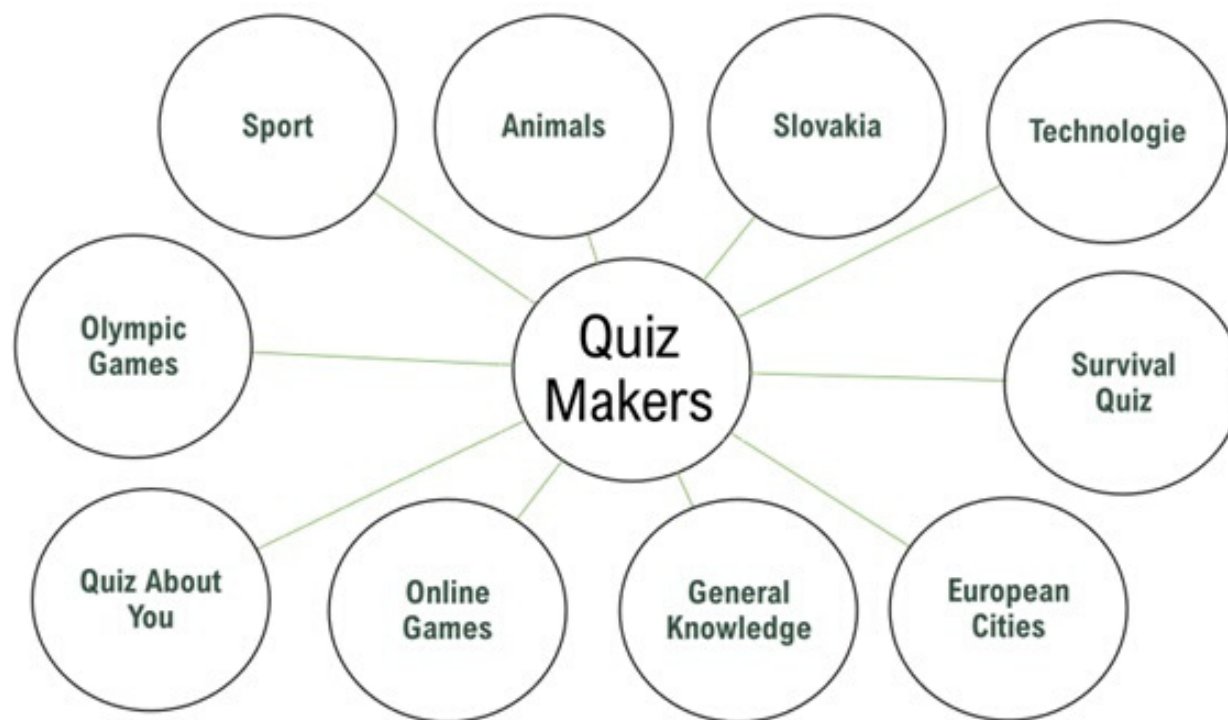 Sport
Animals
Slovakia
Technologie
Olympic
Games
Quiz
Makers
Survival
Quiz
Quiz About
You
Online
Games
General
Knowledge
European
Cities